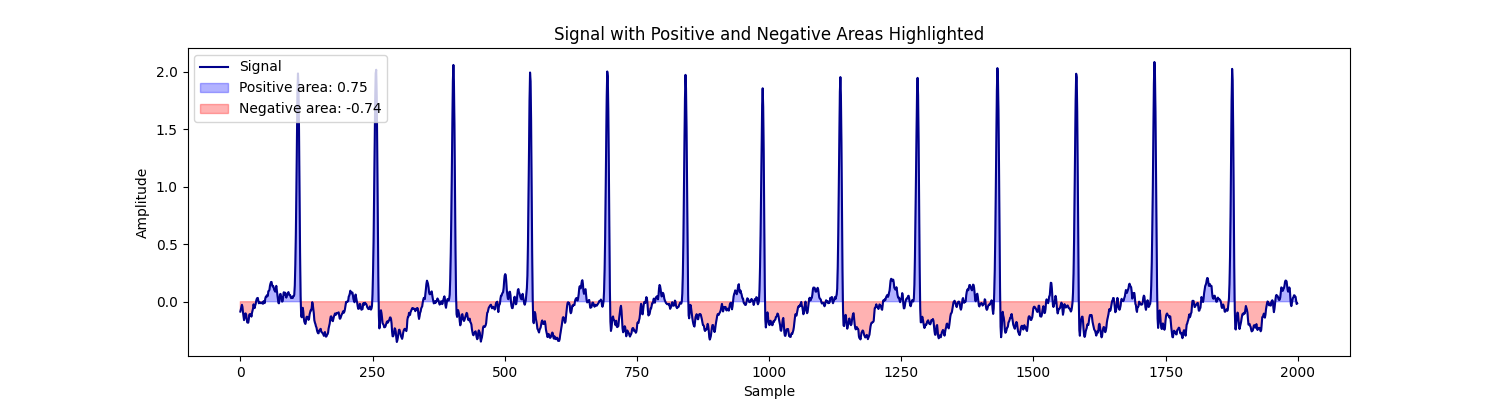 Signal with Positive and Negative Areas Highlighted
Signal
Positive area: 0.75
Negative area: -0.74
2.0
1.5
1.0
0.5
0.0
Amplitude
0 250 500 750 1000 1250 1500 1750 2000
Sample